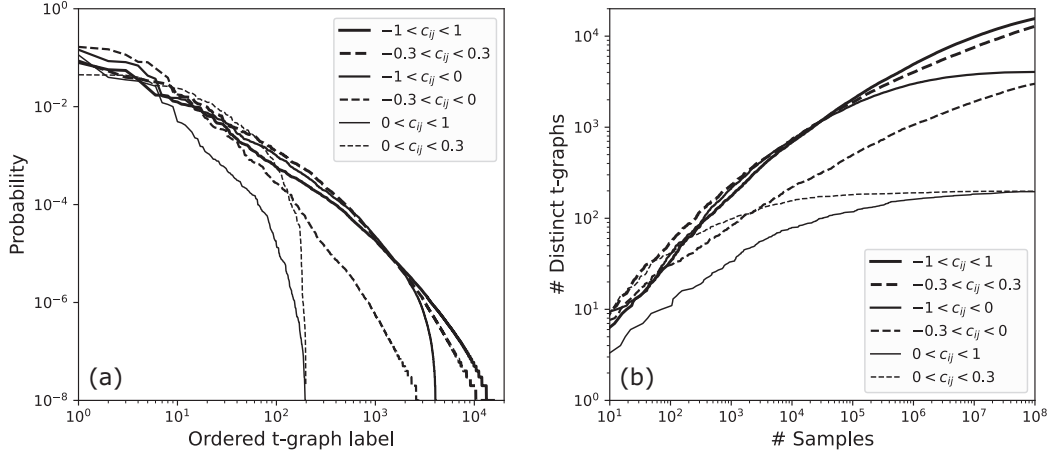 10^0
10^−2
10^−4
10^−6
10^−8
Probability
−1 < c_ij < 1
−0.3 < c_ij < 0.3
−1 < c_ij < 0
−0.3 < c_ij < 0
0 < c_ij < 1
0 < c_ij < 0.3
(a)
10^0 10^1 10^2 10^3 10^4
Ordered t-graph label
10^4
10^3
10^2
10^1
10^0
# Distinct t-graphs
−1 < c_ij < 1
−0.3 < c_ij < 0.3
−1 < c_ij < 0
−0.3 < c_ij < 0
0 < c_ij < 1
0 < c_ij < 0.3
(b)
10^1 10^2 10^3 10^4 10^5 10^6 10^7 10^8
# Samples